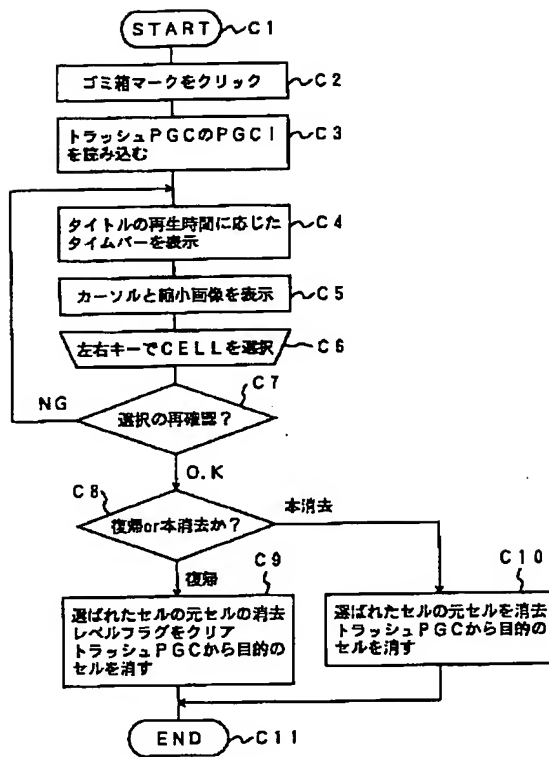 START
C1
ゴミ箱マークをクリック
C2
トラッシュPGCのPGCI
を読み込む
C3
タイトルの再生時間に応じた
タイムバーを表示
C4
カーソルと縮小画像を表示
C5
左右キーでCELLを選択
C6
C7
NG
選択の再確認?
O.K
C8
復帰or本消去か?
本消去
復帰
C9
選ばれたセルの元セルの消去
レベルフラグをクリア
トラッシュPGCから目的の
セルを消す
C10
選ばれたセルの元セルを消去
トラッシュPGCから目的の
セルを消す
END
C11